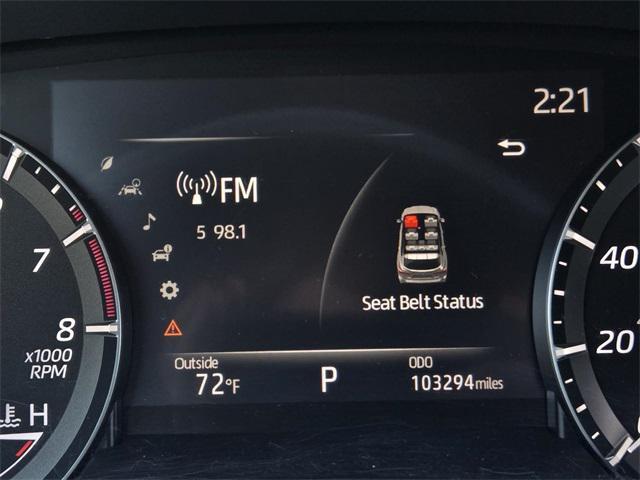 2:21
FM
5 98.1
7
8
x1000
RPM
H
Seat Belt Status
Outside
72°F
P
ODO
103294 miles
40
20